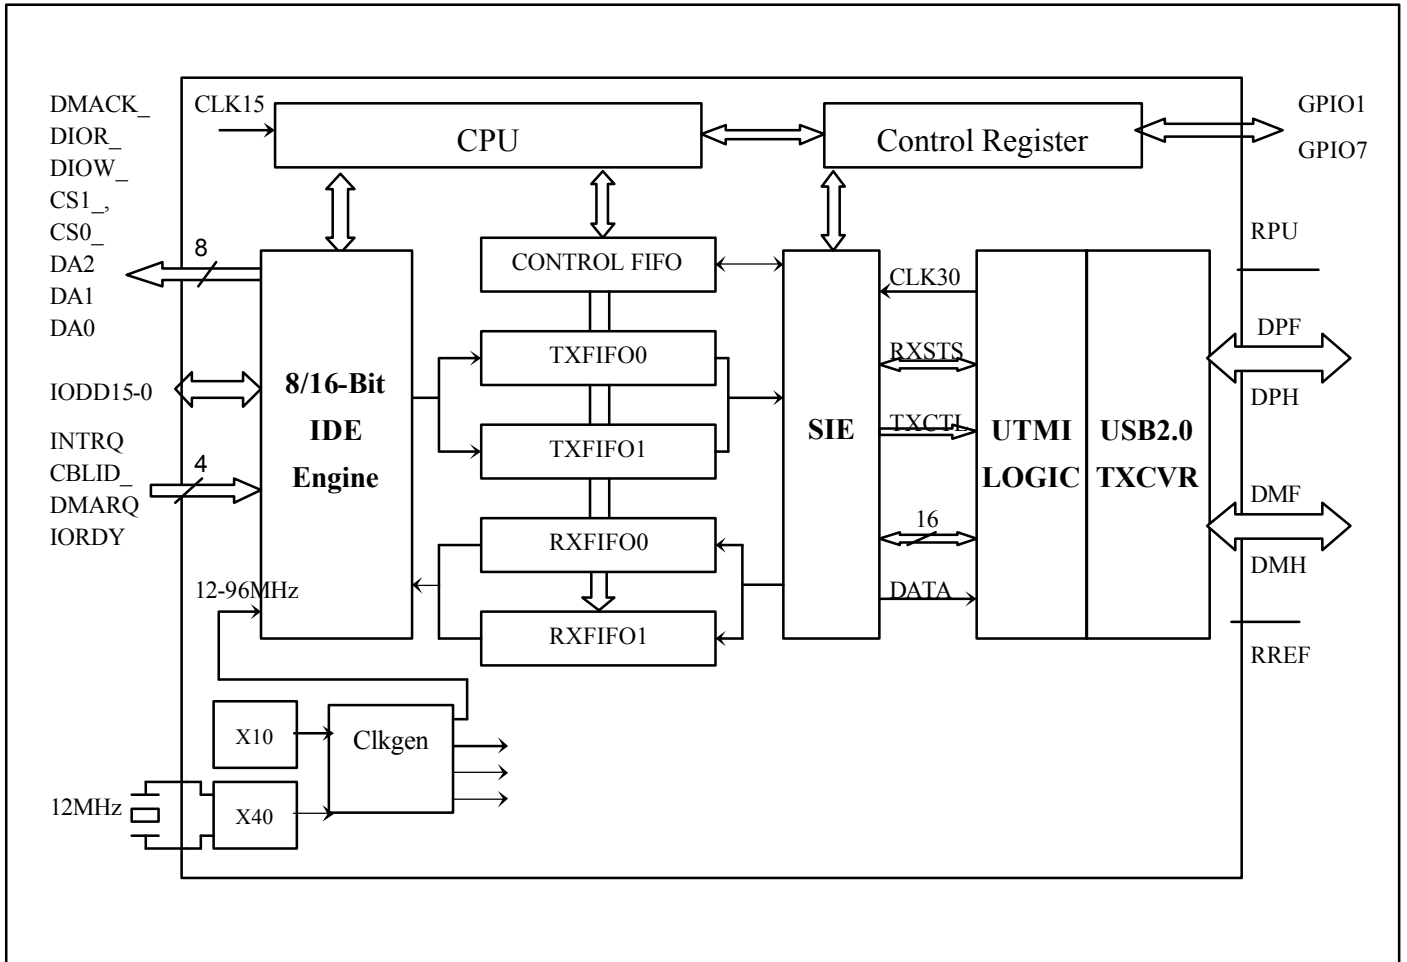 DMACK_
DIOR_
DIOW_
CS1_,
CS0_
DA2
DA1
DA0
8
IODD15-0
INTRQ
CBLID_
DMARQ
IORDY
4
12-96MHz
CLK15
CPU
Control Register
GPIO1
GPIO7
8/16-Bit
IDE
Engine
CONTROL FIFO
TXFIFO0
TXFIFO1
RXFIFO0
RXFIFO1
SIE
CLK30
RXSTS
TXCTL
16
DATA
UTMI
LOGIC
USB2.0
TXCVR
RPU
DPF
DPH
DMF
DMH
RREF
X10
Clkgen
12MHz
X40